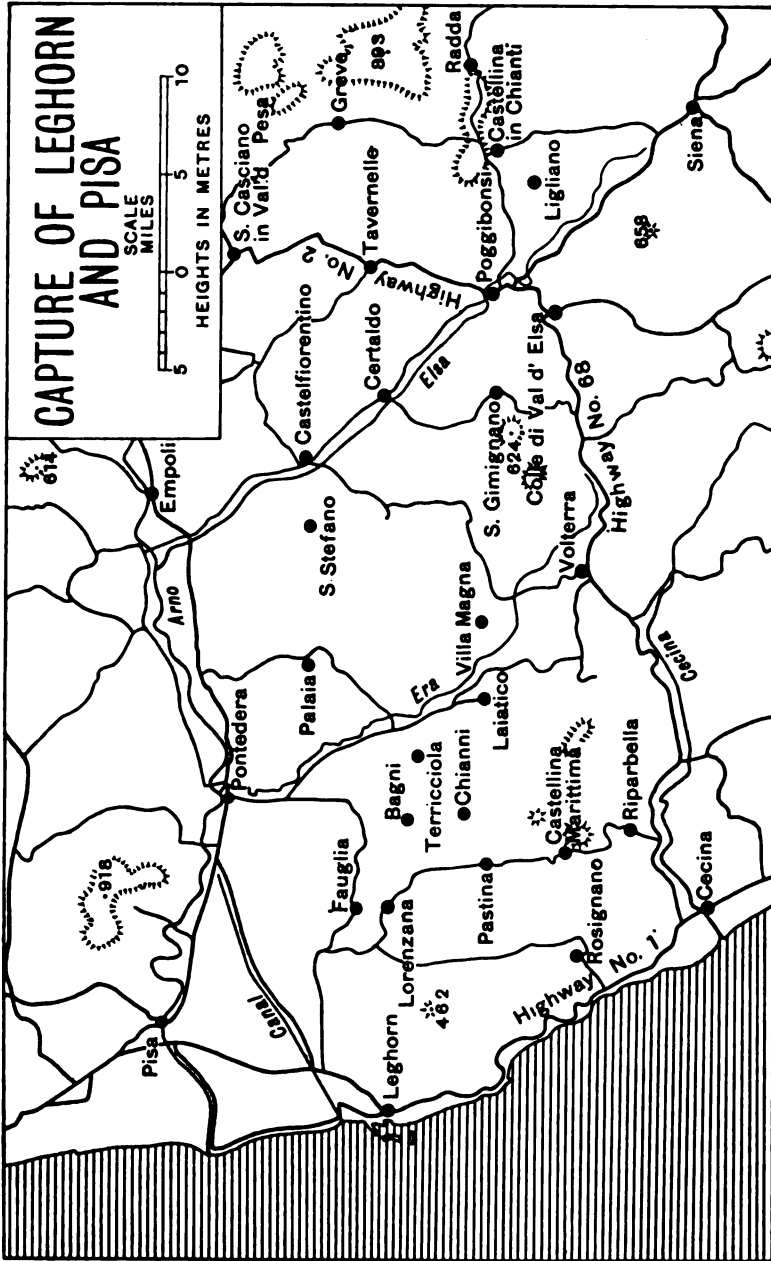 CAPTURE OF LEGHORN
AND PISA
SCALE
MILES
5 0 5 10
HEIGHTS IN METRES
614
Empoli
Castelfiorentino
S. Casciano
in Val d' Pesa
Greve
893
Radda
Castellina
in Chianti
Tavernelle
Highway No. 2
Certaldo
Elsa
Poggibonsi
Ligliano
Siena
658
Colle di Val d' Elsa
S. Gimignano
624
Highway No. 68
Volterra
S. Stefano
Arno
Palaia
Villa Magna
Era
Laiatico
Cecina
Pontedera
Bagni
Terricciola
Chianni
Castellina
Marittima
Riparbella
918
Fauglia
Lorenzana
Pastina
Rosignano
Highway No. 1
Cecina
Pisa
Canal
462
Leghorn